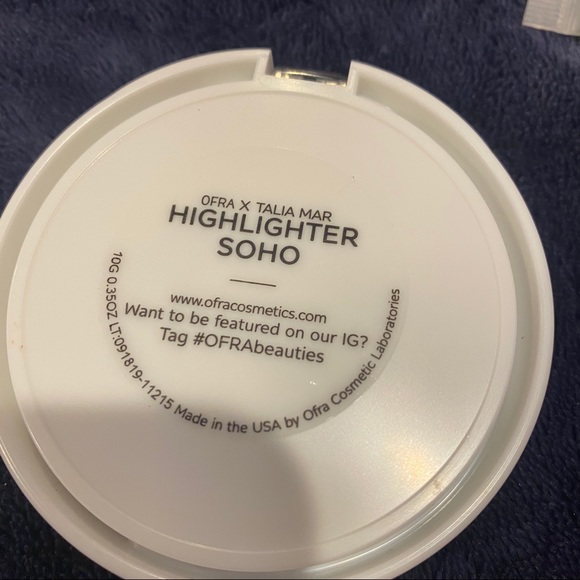 OFRA X TALIA MAR
HIGHLIGHTER
SOHO
www.ofracosmetics.com
Want to be featured on our IG?
Tag #OFRAbeauties
10G 0.35OZ LT:091819-11215 Made in the USA by Ofra Cosmetic Laboratories